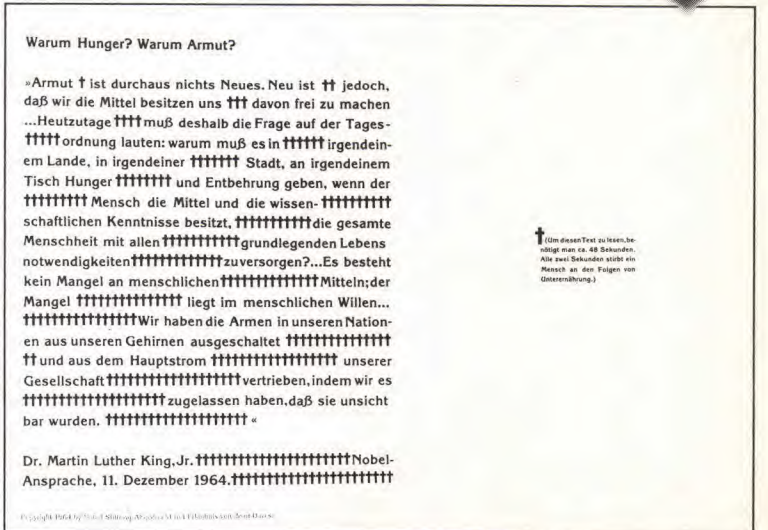 Warum Hunger? Warum Armut?
»Armut † ist durchaus nichts Neues. Neu ist †† jedoch,
daß wir die Mittel besitzen uns ††† davon frei zu machen
...Heutzutage††††muß deshalb die Frage auf der Tages-
†††††ordnung lauten: warum muß es in††††††irgendein-
em Lande, in irgendeiner ††††††† Stadt, an irgendeinem
Tisch Hunger†††††††† und Entbehrung geben, wenn der
††††††††† Mensch die Mittel und die wissen-††††††††††
schaftlichen Kenntnisse besitzt,†††††††††††die gesamte
Menschheit mit allen††††††††††††grundlegenden Lebens
notwendigkeiten†††††††††††††zuversorgen?...Es besteht
kein Mangel an menschlichen††††††††††††††Mitteln;der
Mangel ††††††††††††††† liegt im menschlichen Willen...
††††††††††††††††Wir haben die Armen in unseren Nation-
en aus unseren Gehirnen ausgeschaltet †††††††††††††††
††und aus dem Hauptstrom †††††††††††††††††† unserer
Gesellschaft†††††††††††††††††††vertrieben,indem wir es
††††††††††††††††††††zugelassen haben,daß sie unsicht
bar wurden. ††††††††††††††††††††† «
Dr. Martin Luther King,Jr.††††††††††††††††††††††Nobel-
Ansprache, 11. Dezember 1964.†††††††††††††††††††††††
†(Um diesen Text zu lesen,be-
nötigt man ca. 48 Sekunden.
Alle zwei Sekunden stirbt ein
Mensch an den Folgen von
Unterernährung.)
Copyright 1964 by Nobel